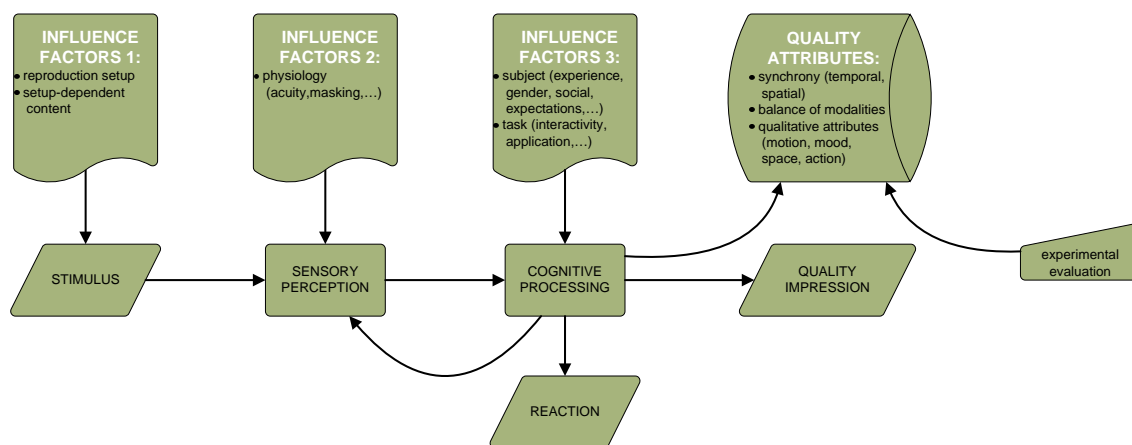 INFLUENCE
FACTORS 1:
• reproduction setup
• setup-dependent
content
INFLUENCE
FACTORS 2:
• physiology
(acuity,masking,...)
INFLUENCE
FACTORS 3:
• subject (experience,
gender, social,
expectations,...)
• task (interactivity,
application,...)
QUALITY
ATTRIBUTES:
• synchrony (temporal,
spatial)
• balance of modalities
• qualitative attributes
(motion, mood,
space, action)
STIMULUS
SENSORY
PERCEPTION
COGNITIVE
PROCESSING
QUALITY
IMPRESSION
experimental
evaluation
REACTION